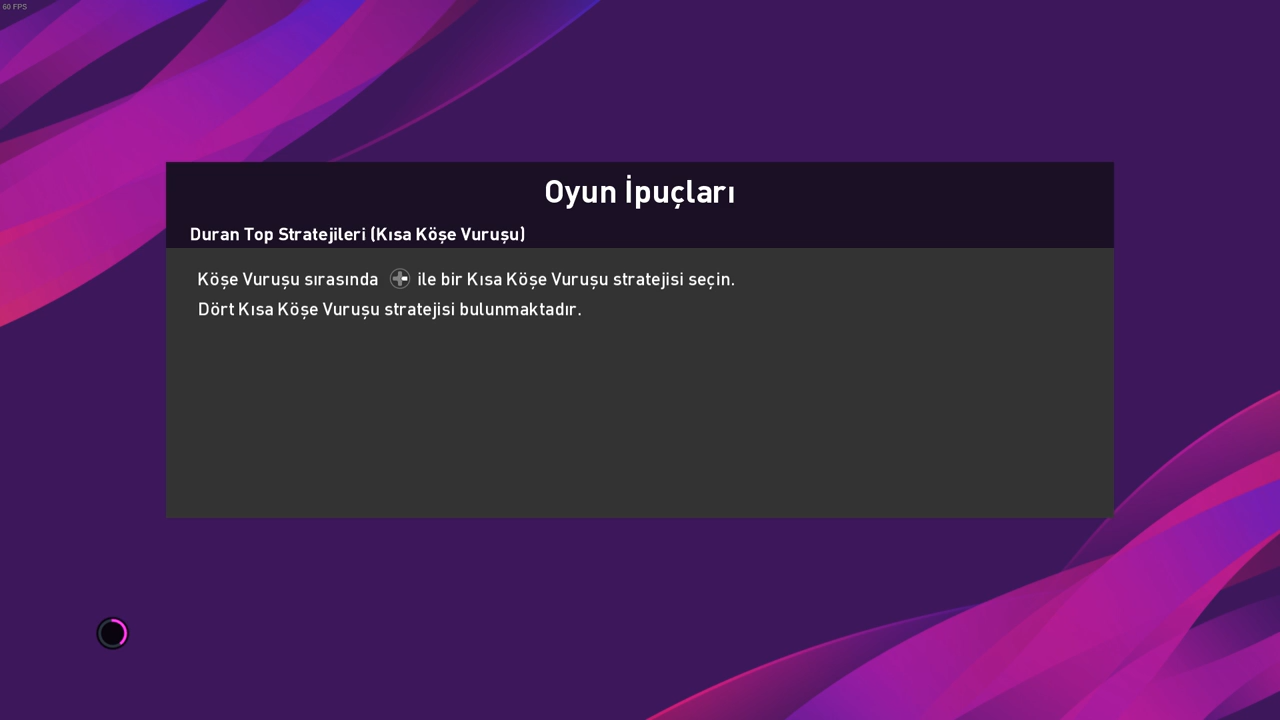 60 FPS
Oyun İpuçları
Duran Top Stratejileri (Kısa Köşe Vuruşu)
Köşe Vuruşu sırasında ile bir Kısa Köşe Vuruşu stratejisi seçin.
Dört Kısa Köşe Vuruşu stratejisi bulunmaktadır.